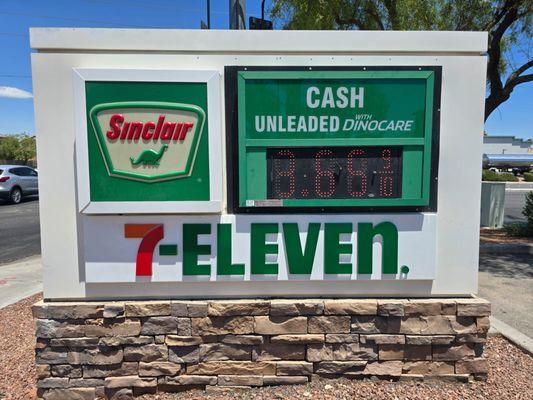 Sinclair
CASH
UNLEADED WITH DINOCARE
3.66 9/10
7-ELEVEn.